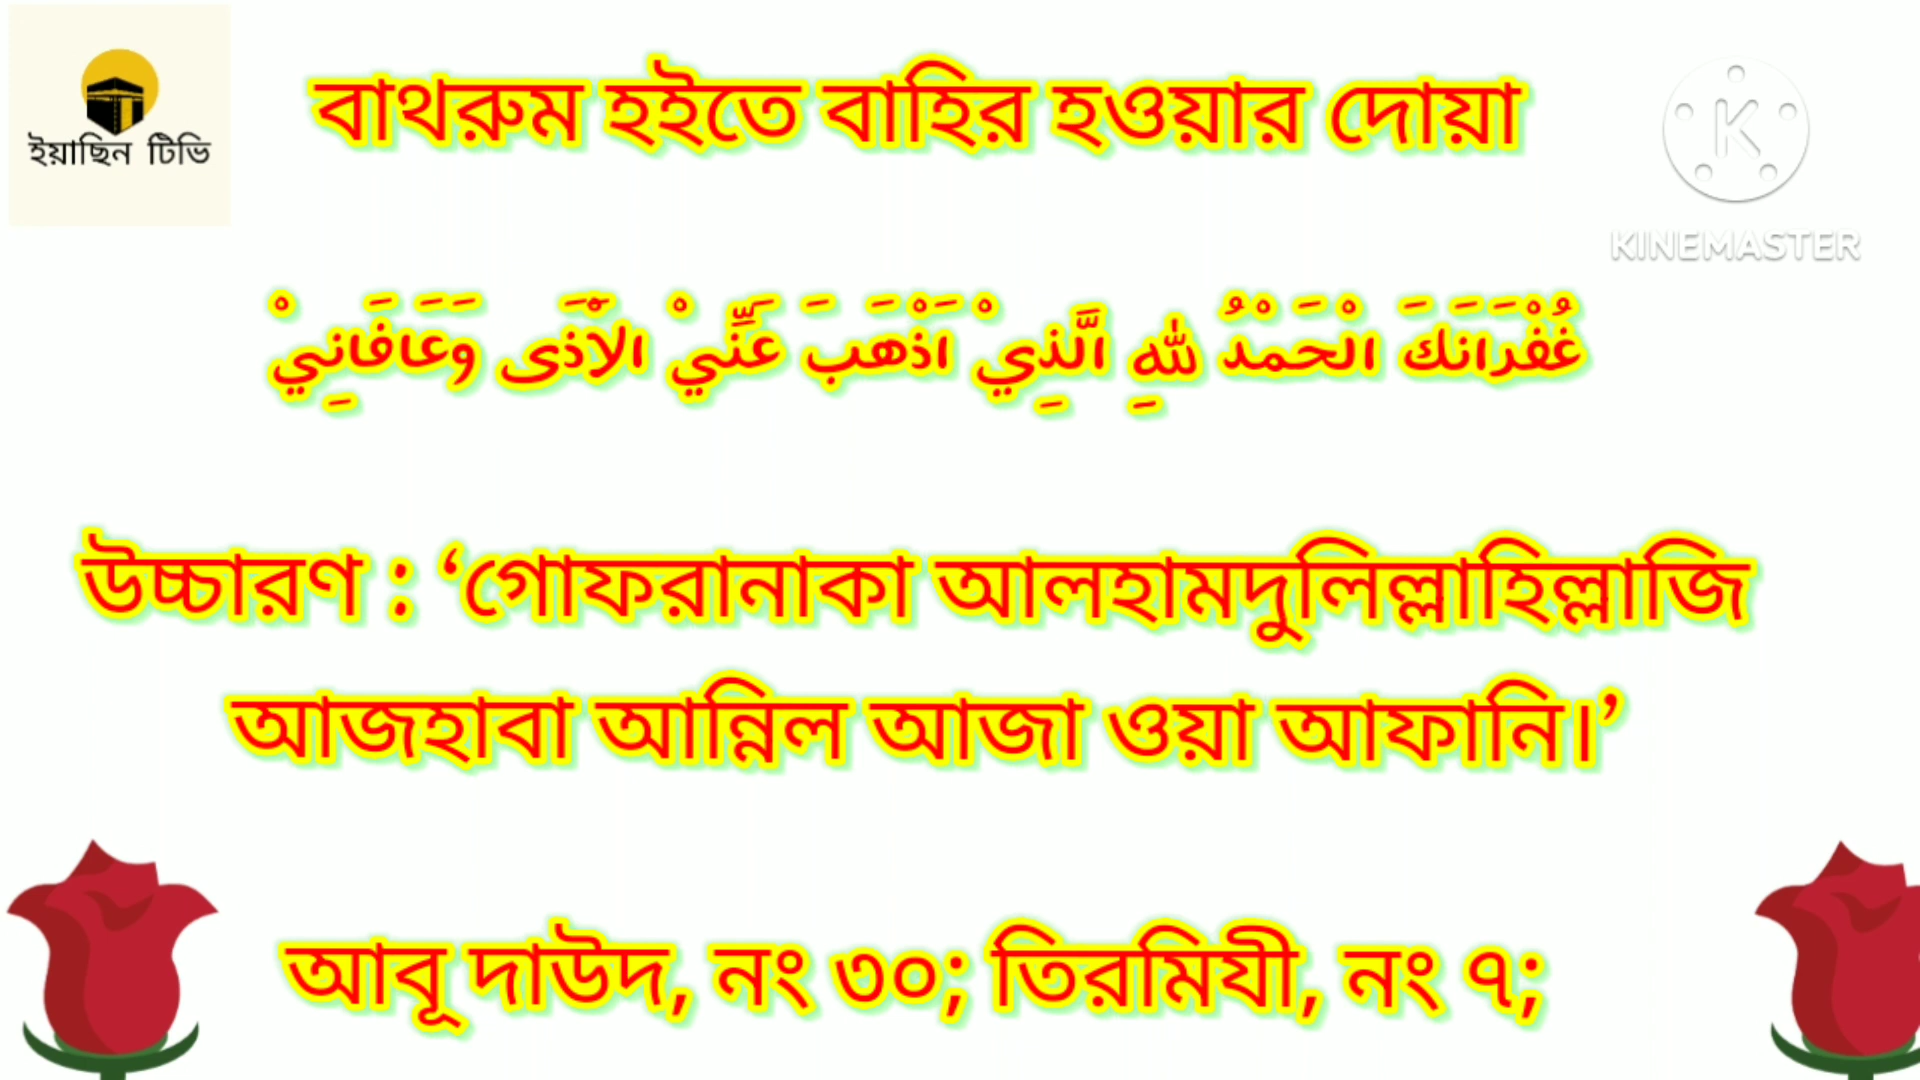 ইয়াছিন টিভি
বাথরুম হইতে বাহির হওয়ার দোয়া
K
KINEMASTER
غُفْرَانَكَ الْحَمْدُ لِلّٰهِ الَّذِيْ اَذْهَبَ عَنِّيْ الْاَذَى وَعَافَانِيْ
উচ্চারণ : ‘গোফরানাকা আলহামদুলিল্লাহিল্লাজি
আজহাবা আন্নিল আজা ওয়া আফানি।’
আবূ দাউদ, নং ৩০; তিরমিযী, নং ৭;